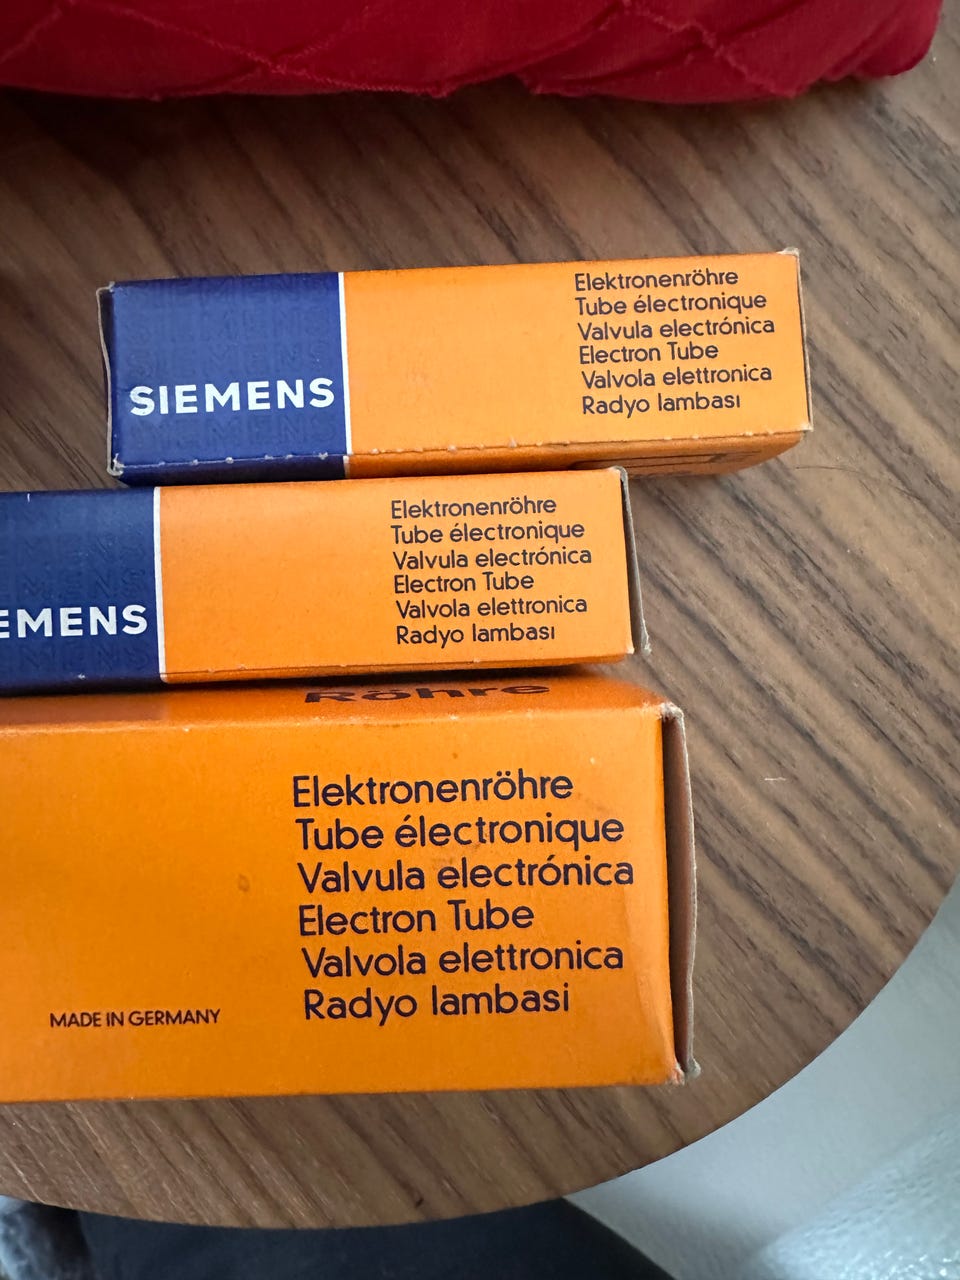 SIEMENS
Elektronenröhre
Tube électronique
Valvula electrónica
Electron Tube
Valvola elettronica
Radyo lambası
EMENS
Elektronenröhre
Tube électronique
Valvula electrónica
Electron Tube
Valvola elettronica
Radyo lambası
Röhre
Elektronenröhre
Tube électronique
Valvula electrónica
Electron Tube
Valvola elettronica
Radyo lambasi
MADE IN GERMANY